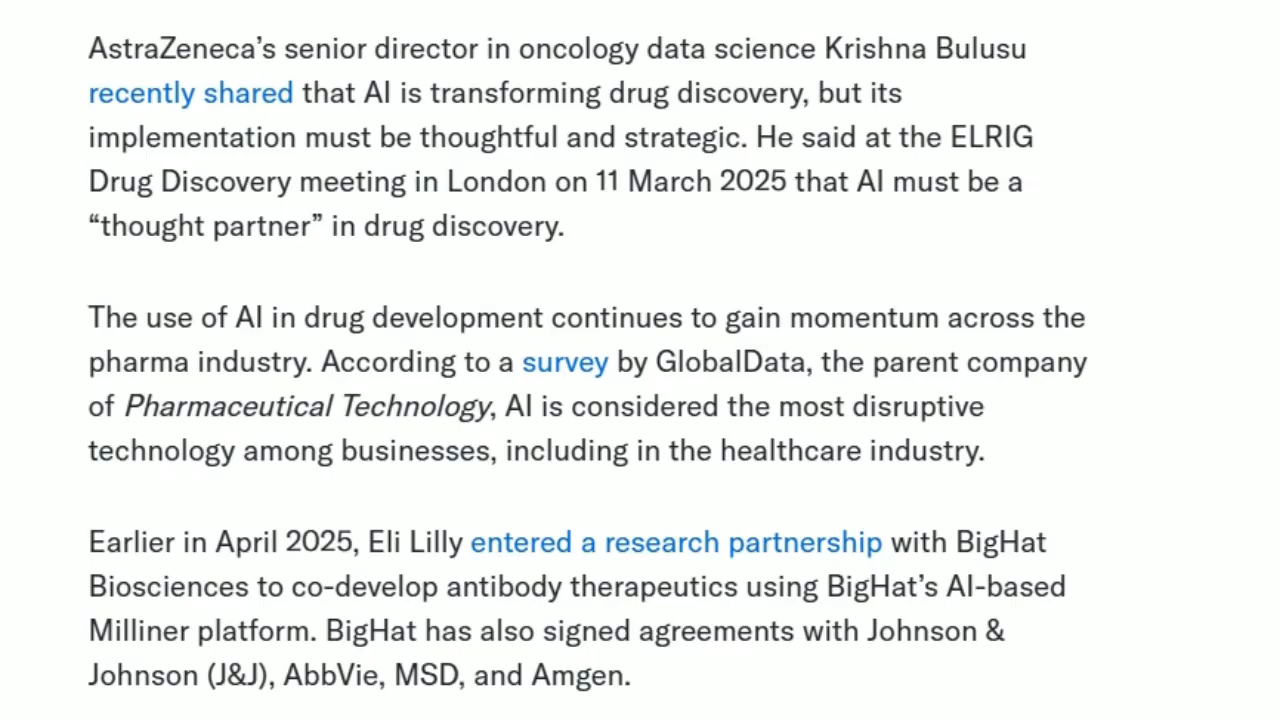 AstraZeneca’s senior director in oncology data science Krishna Bulusu
recently shared that AI is transforming drug discovery, but its
implementation must be thoughtful and strategic. He said at the ELRIG
Drug Discovery meeting in London on 11 March 2025 that AI must be a
“thought partner” in drug discovery.
The use of AI in drug development continues to gain momentum across the
pharma industry. According to a survey by GlobalData, the parent company
of Pharmaceutical Technology, AI is considered the most disruptive
technology among businesses, including in the healthcare industry.
Earlier in April 2025, Eli Lilly entered a research partnership with BigHat
Biosciences to co-develop antibody therapeutics using BigHat’s AI-based
Milliner platform. BigHat has also signed agreements with Johnson &
Johnson (J&J), AbbVie, MSD, and Amgen.